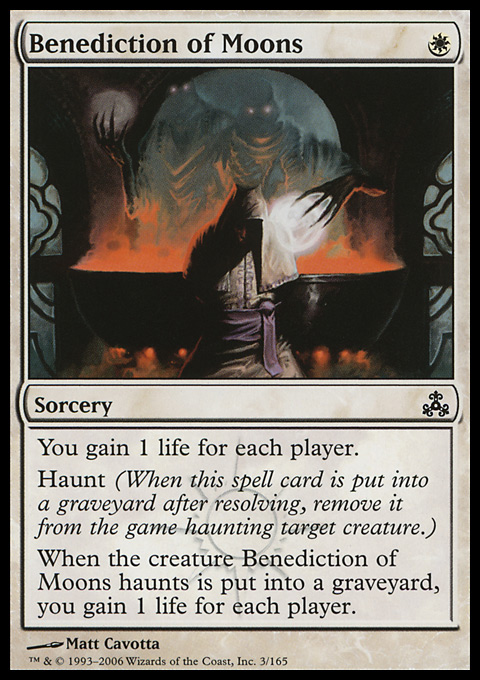 Benediction of Moons
Sorcery
You gain 1 life for each player.
Haunt (When this spell card is put into
a graveyard after resolving, remove it
from the game haunting target creature.)
When the creature Benediction of
Moons haunts is put into a graveyard,
you gain 1 life for each player.
Matt Cavotta
™ & © 1993–2006 Wizards of the Coast, Inc. 3/165